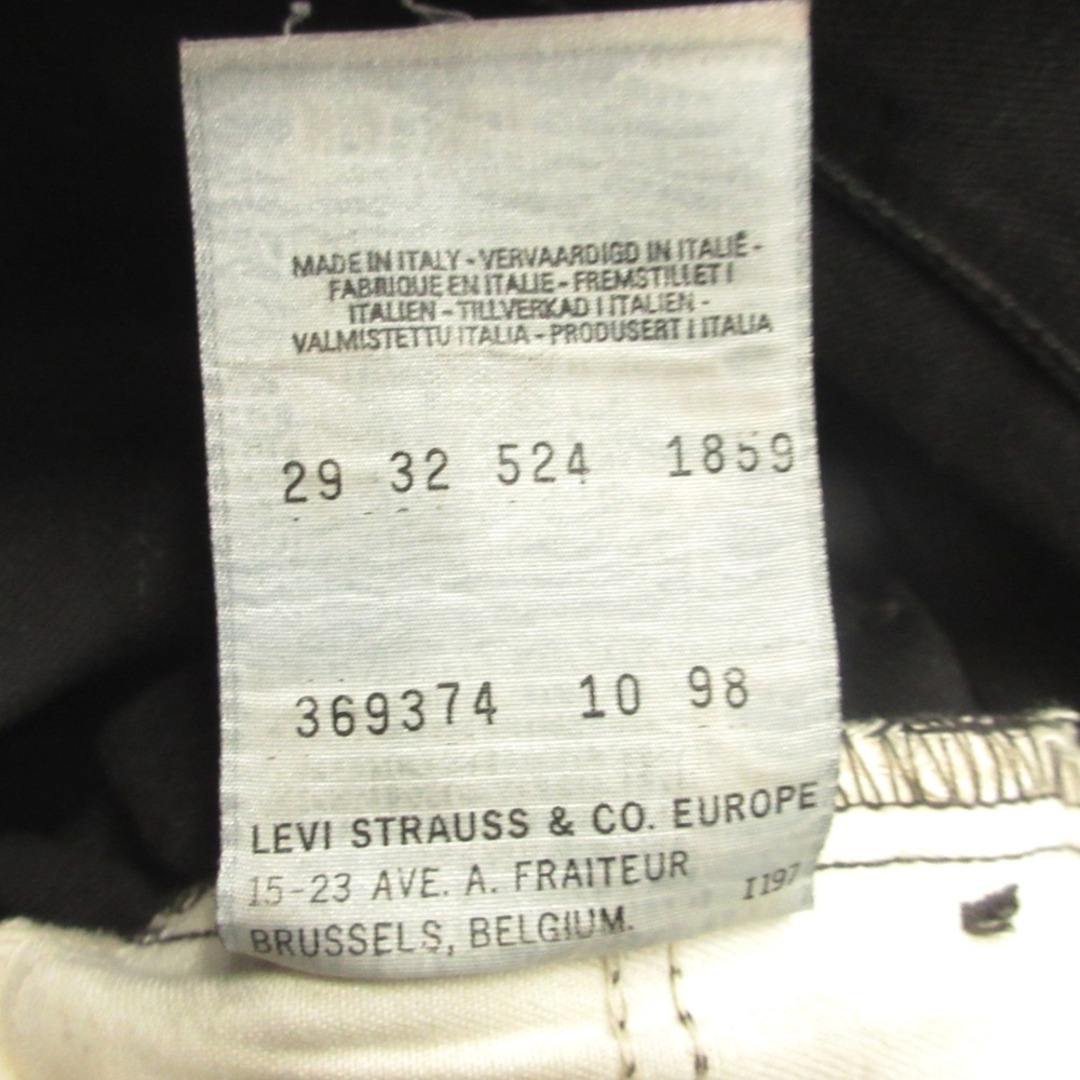 MADE IN ITALY - VERVAARDIGD IN ITALIË -
FABRIQUE EN ITALIE - FREMSTILLET I
ITALIEN - TILLVERKAD I ITALIEN -
VALMISTETTU ITALIA - PRODUSERT I ITALIA
29 32 524 1859
369374 10 98
LEVI STRAUSS & CO. EUROPE
15-23 AVE. A. FRAITEUR
I197
BRUSSELS, BELGIUM.